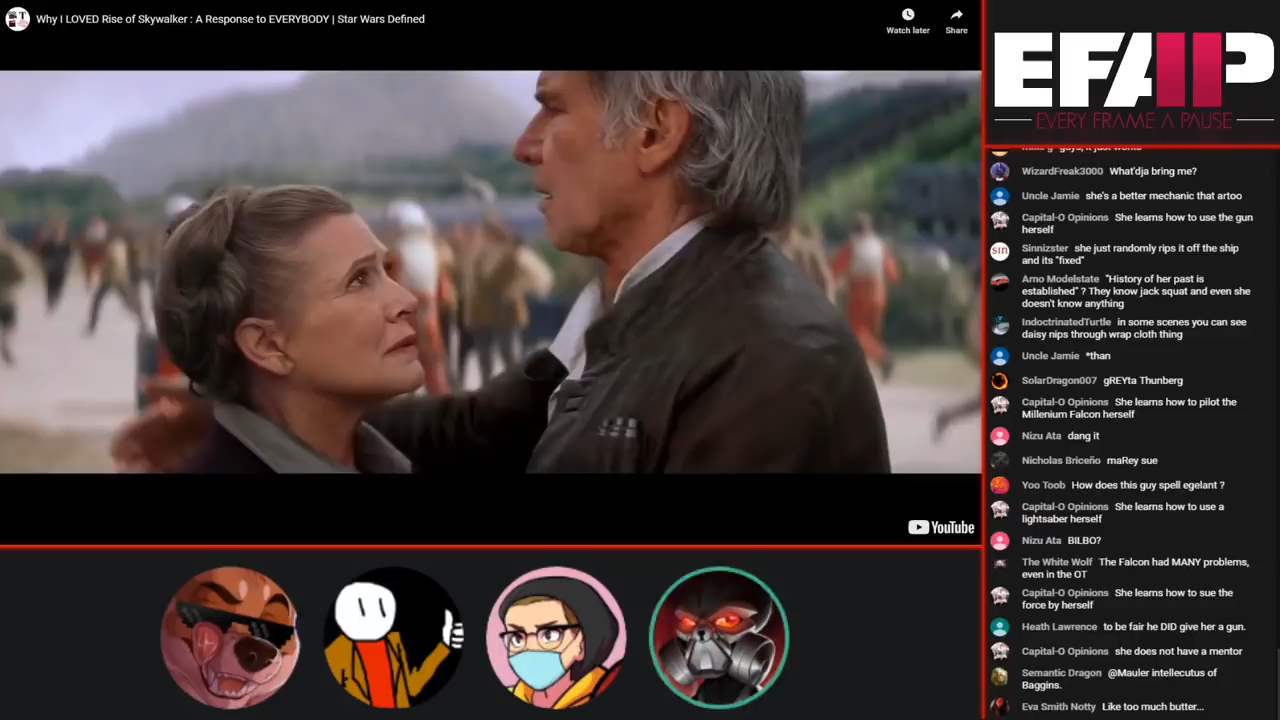 Why I LOVED Rise of Skywalker : A Response to EVERYBODY | Star Wars Defined
Watch later
Share
YouTube
EFAP
EVERY FRAME A PAUSE
guys, it just works
WizardFreak3000 What'dja bring me?
Uncle Jamie she's a better mechanic that artoo
Capital-O Opinions She learns how to use the gun
herself
Sinnizster she just randomly rips it off the ship
and its "fixed"
Amo Modelstate "History of her past is
established" ? They know jack squat and even she
doesn't know anything
IndoctrinatedTurtle in some scenes you can see
daisy nips through wrap cloth thing
Uncle Jamie *than
SolarDragon007 gREYta Thunberg
Capital-O Opinions She learns how to pilot the
Millenium Falcon herself
Nizu Ata dang it
Nicholas Briceño maRey sue
Yoo Toob How does this guy spell egelant ?
Capital-O Opinions She learns how to use a
lightsaber herself
Nizu Ata BILBO?
The White Wolf The Falcon had MANY problems,
even in the OT
Capital-O Opinions She learns how to sue the
force by herself
Heath Lawrence to be fair he DID give her a gun.
Capital-O Opinions she does not have a mentor
Semantic Dragon @Mauler intellecutus of
Baggins.
Eva Smith Notty Like too much butter...